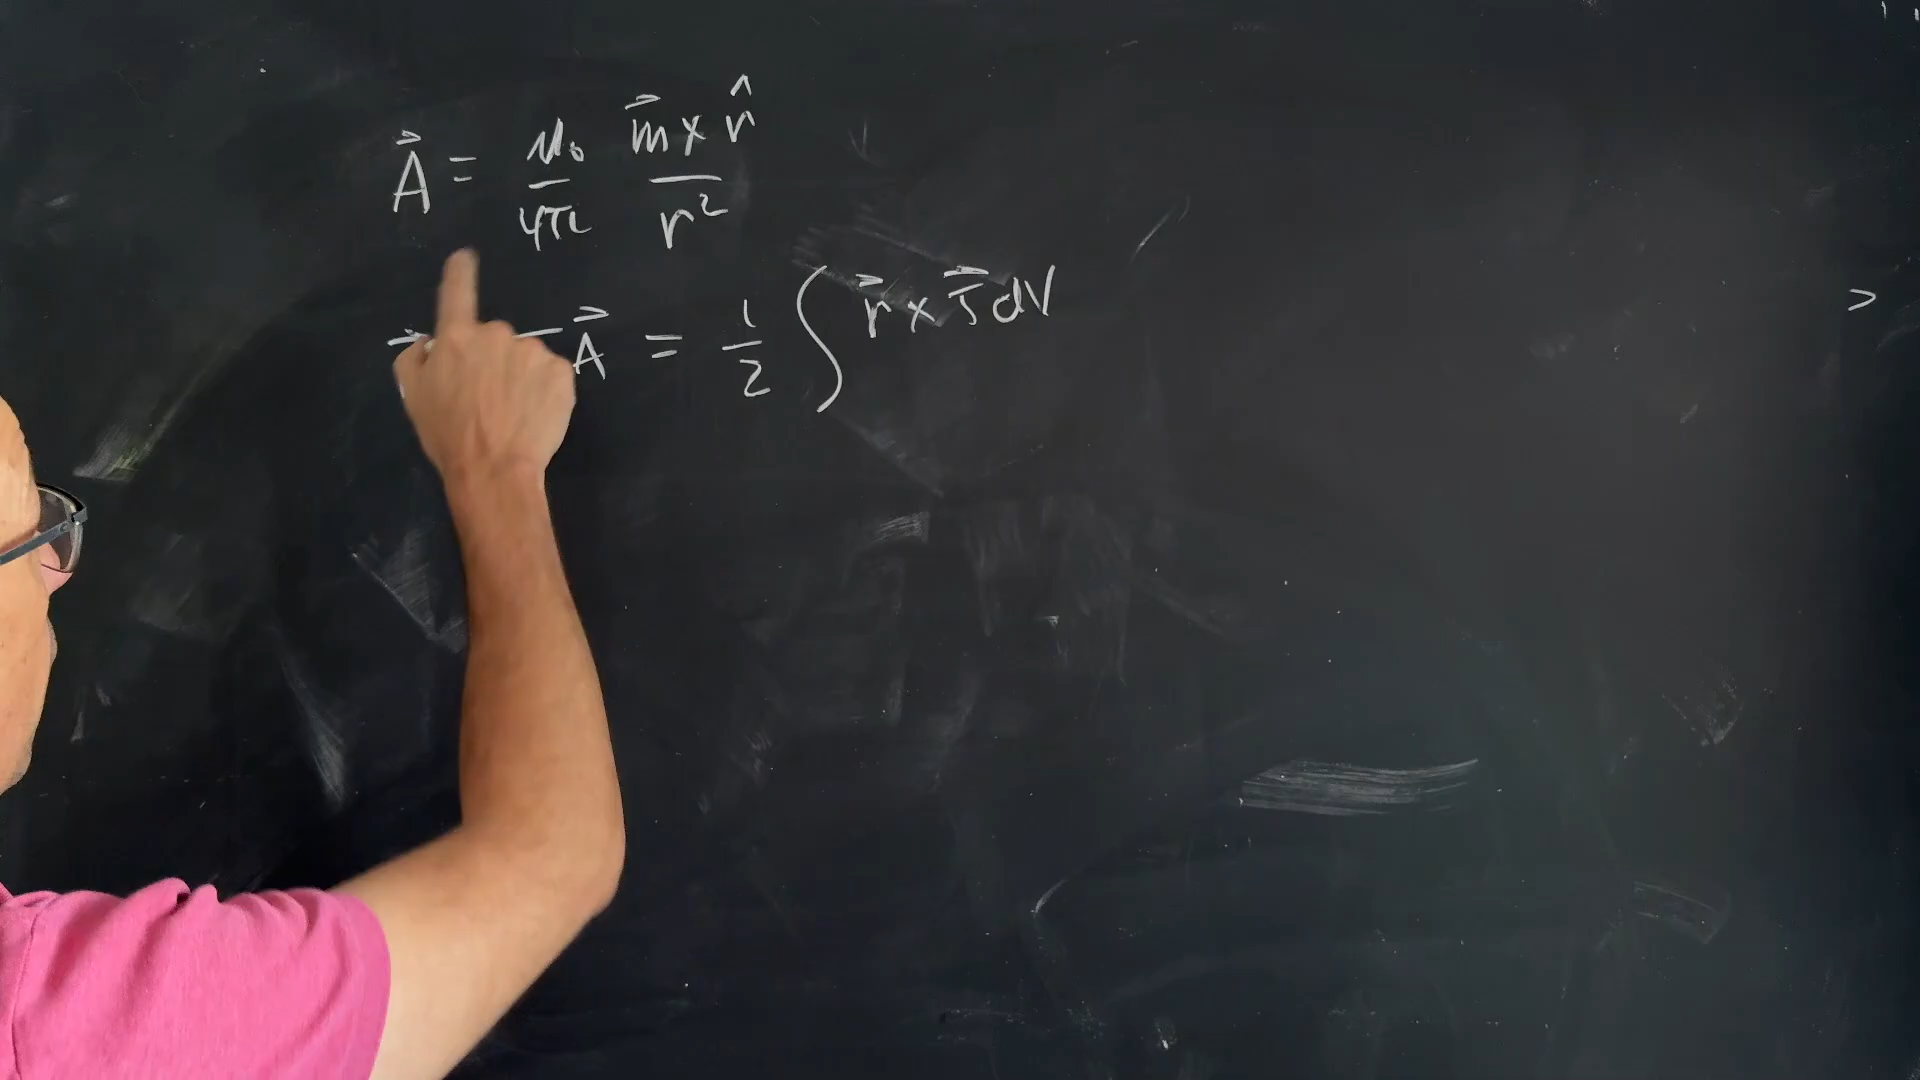 A⃗ = μ₀/4π m⃗ × r̂/r²
A⃗ = 1/2 ∫ r⃗ × J⃗ dV